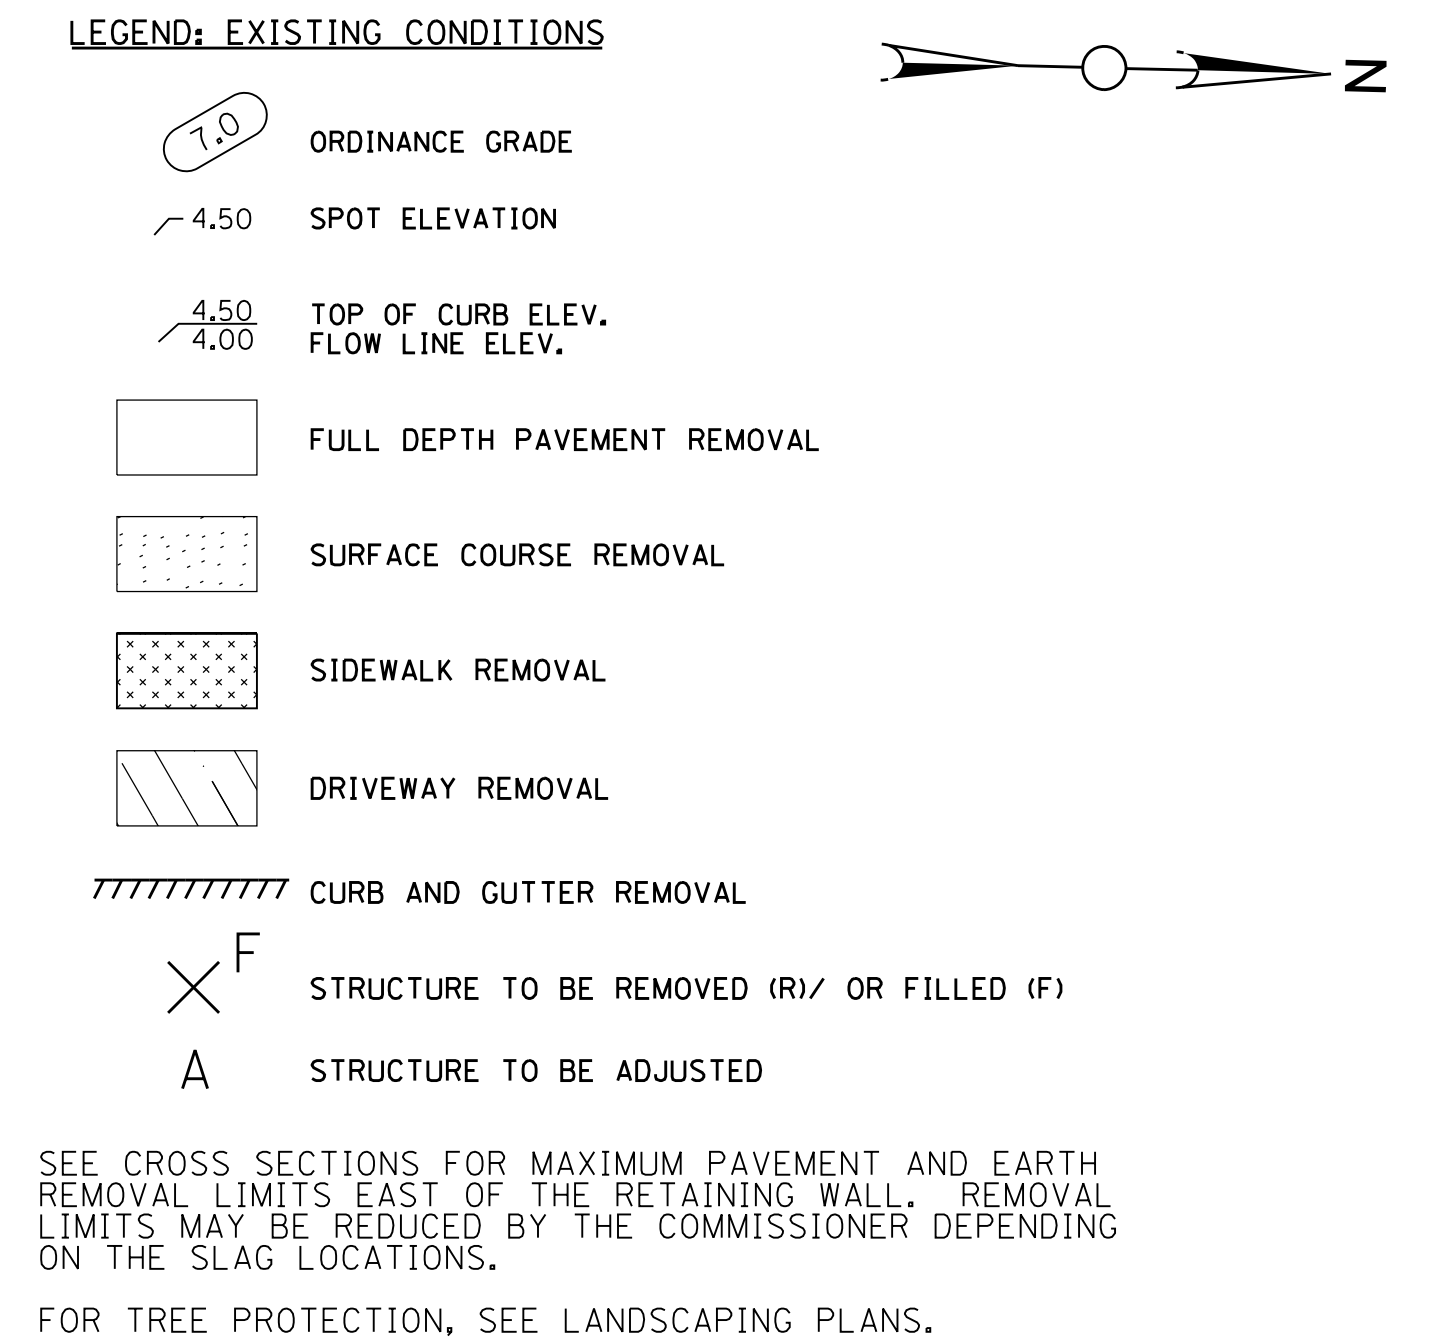 LEGEND: EXISTING CONDITIONS
N
7.0 ORDINANCE GRADE
4.50 SPOT ELEVATION
4.50 TOP OF CURB ELEV.
4.00 FLOW LINE ELEV.
FULL DEPTH PAVEMENT REMOVAL
SURFACE COURSE REMOVAL
SIDEWALK REMOVAL
DRIVEWAY REMOVAL
CURB AND GUTTER REMOVAL
F
STRUCTURE TO BE REMOVED (R)/ OR FILLED (F)
A STRUCTURE TO BE ADJUSTED
SEE CROSS SECTIONS FOR MAXIMUM PAVEMENT AND EARTH
REMOVAL LIMITS EAST OF THE RETAINING WALL. REMOVAL
LIMITS MAY BE REDUCED BY THE COMMISSIONER DEPENDING
ON THE SLAG LOCATIONS.
FOR TREE PROTECTION, SEE LANDSCAPING PLANS.